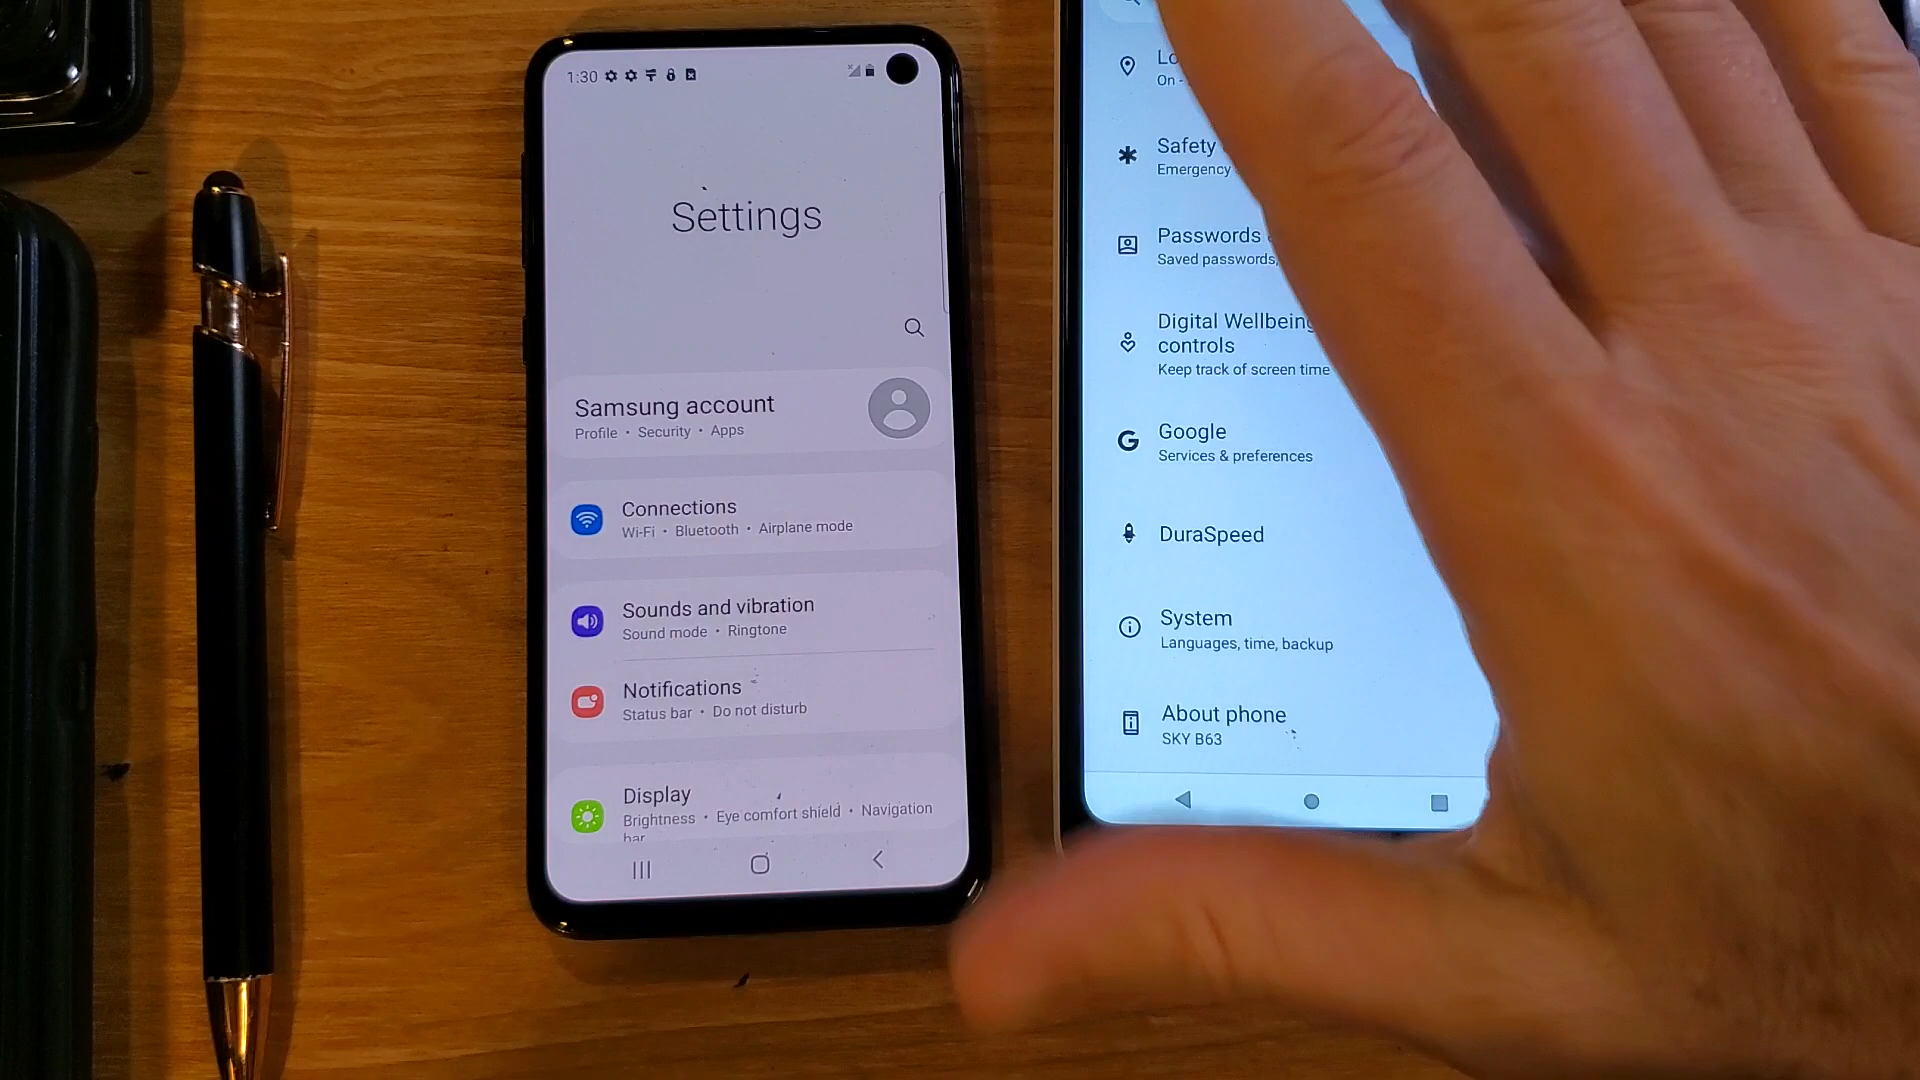 1:30
Settings
Samsung account
Profile • Security • Apps
Connections
Wi-Fi • Bluetooth • Airplane mode
Sounds and vibration
Sound mode • Ringtone
Notifications
Status bar • Do not disturb
Display
Brightness • Eye comfort shield • Navigation
bar
Lo
On -
Safety
Emergency
Passwords
Saved passwords,
Digital Wellbeing
controls
Keep track of screen time
Google
Services & preferences
DuraSpeed
System
Languages, time, backup
About phone
SKY B63